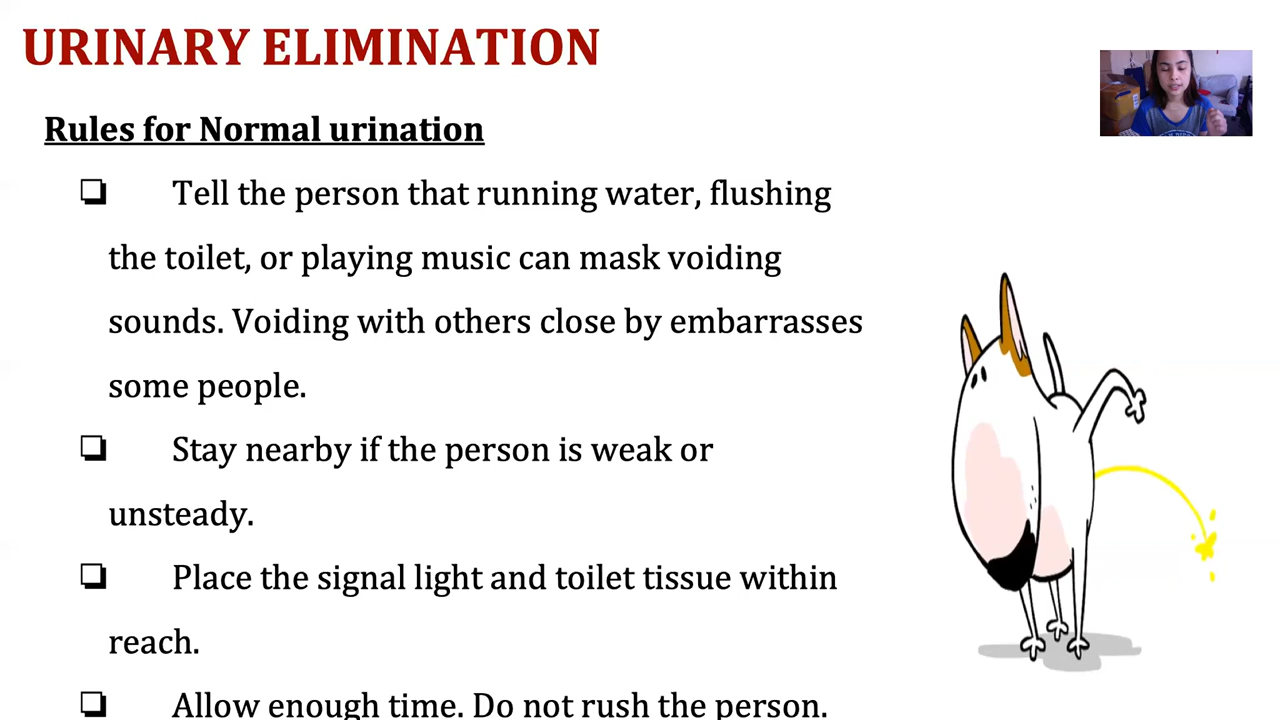 URINARY ELIMINATION
Rules for Normal urination
❏ Tell the person that running water, flushing
the toilet, or playing music can mask voiding
sounds. Voiding with others close by embarrasses
some people.
❏ Stay nearby if the person is weak or
unsteady.
❏ Place the signal light and toilet tissue within
reach.
❏ Allow enough time. Do not rush the person.